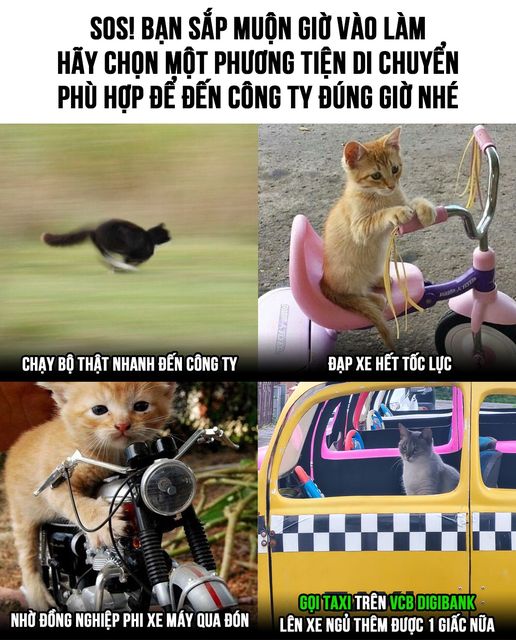 SOS! BẠN SẮP MUỘN GIỜ VÀO LÀM
HÃY CHỌN MỘT PHƯƠNG TIỆN DI CHUYỂN
PHÙ HỢP ĐỂ ĐẾN CÔNG TY ĐÚNG GIỜ NHÉ
CHẠY BỘ THẬT NHANH ĐẾN CÔNG TY
ĐẠP XE HẾT TỐC LỰC
NHỜ ĐỒNG NGHIỆP PHI XE MÁY QUA ĐÓN
GỌI TAXI TRÊN VCB DIGIBANK
LÊN XE NGỦ THÊM ĐƯỢC 1 GIẤC NỮA